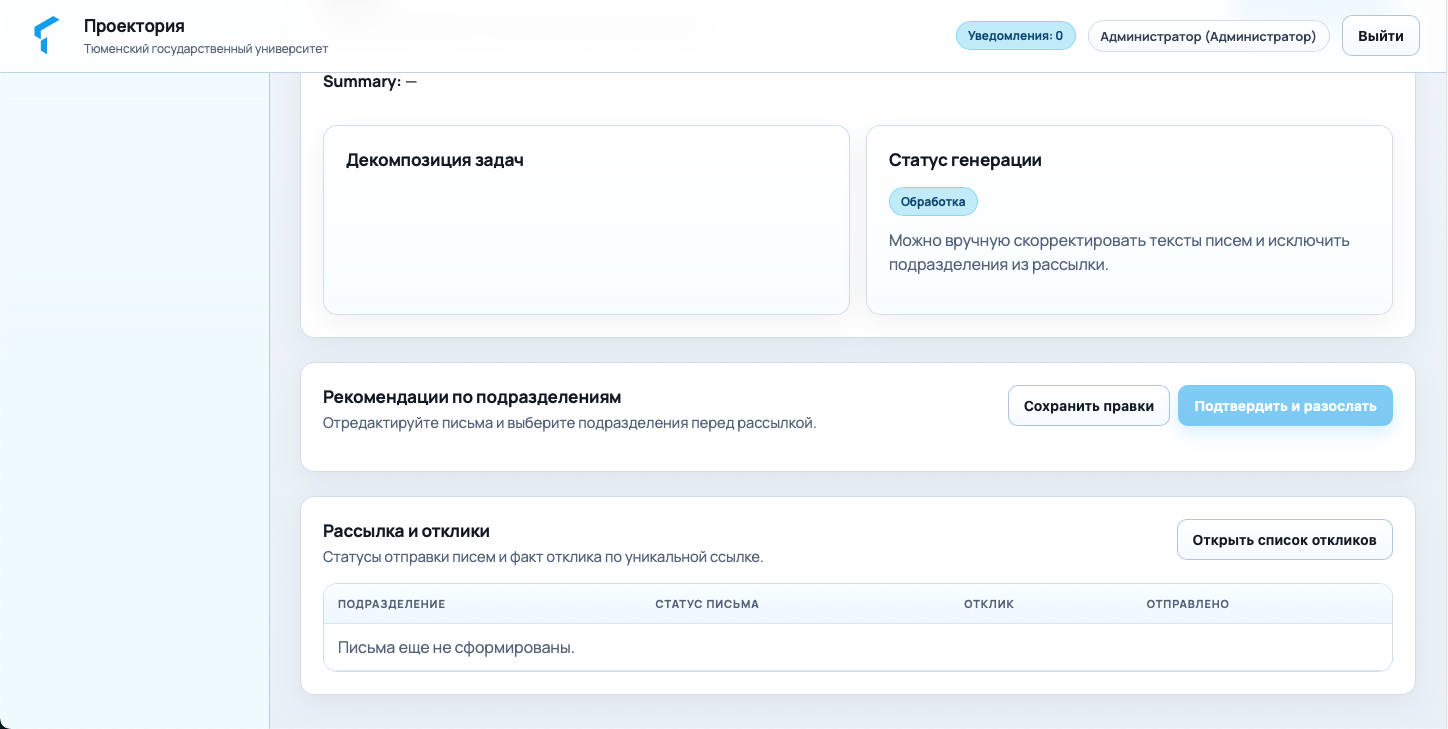 Проектория
Тюменский государственный университет
Уведомления: 0
Администратор (Администратор)
Выйти
Summary: —
Декомпозиция задач
Статус генерации
Обработка
Можно вручную скорректировать тексты писем и исключить
подразделения из рассылки.
Рекомендации по подразделениям
Отредактируйте письма и выберите подразделения перед рассылкой.
Сохранить правки
Подтвердить и разослать
Рассылка и отклики
Статусы отправки писем и факт отклика по уникальной ссылке.
Открыть список откликов
ПОДРАЗДЕЛЕНИЕ
СТАТУС ПИСЬМА
ОТКЛИК
ОТПРАВЛЕНО
Письма еще не сформированы.